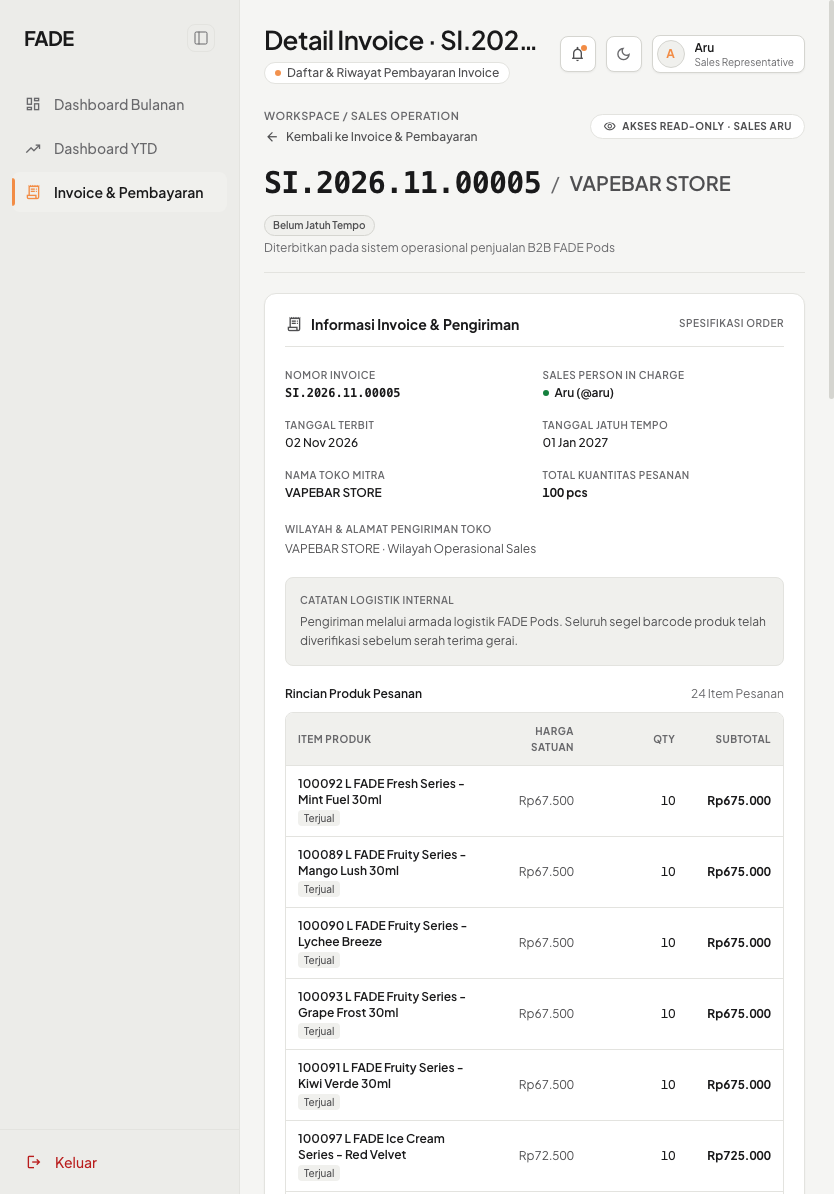 FADE
Dashboard Bulanan
Dashboard YTD
Invoice & Pembayaran
Keluar
Detail Invoice · SI.202...
Daftar & Riwayat Pembayaran Invoice
A
Aru
Sales Representative
WORKSPACE / SALES OPERATION
Kembali ke Invoice & Pembayaran
AKSES READ-ONLY · SALES ARU
SI.2026.11.00005 / VAPEBAR STORE
Belum Jatuh Tempo
Diterbitkan pada sistem operasional penjualan B2B FADE Pods
Informasi Invoice & Pengiriman
SPESIFIKASI ORDER
NOMOR INVOICE
SI.2026.11.00005
SALES PERSON IN CHARGE
Aru (@aru)
TANGGAL TERBIT
02 Nov 2026
TANGGAL JATUH TEMPO
01 Jan 2027
NAMA TOKO MITRA
VAPEBAR STORE
TOTAL KUANTITAS PESANAN
100 pcs
WILAYAH & ALAMAT PENGIRIMAN TOKO
VAPEBAR STORE · Wilayah Operasional Sales
CATATAN LOGISTIK INTERNAL
Pengiriman melalui armada logistik FADE Pods. Seluruh segel barcode produk telah
diverifikasi sebelum serah terima gerai.
Rincian Produk Pesanan
24 Item Pesanan
ITEM PRODUK
HARGA
SATUAN
QTY
SUBTOTAL
100092 L FADE Fresh Series -
Mint Fuel 30ml
Terjual
Rp67.500
10
Rp675.000
100089 L FADE Fruity Series -
Mango Lush 30ml
Terjual
Rp67.500
10
Rp675.000
100090 L FADE Fruity Series -
Lychee Breeze
Terjual
Rp67.500
10
Rp675.000
100093 L FADE Fruity Series -
Grape Frost 30ml
Terjual
Rp67.500
10
Rp675.000
100091 L FADE Fruity Series -
Kiwi Verde 30ml
Terjual
Rp67.500
10
Rp675.000
100097 L FADE Ice Cream
Series - Red Velvet
Terjual
Rp72.500
10
Rp725.000